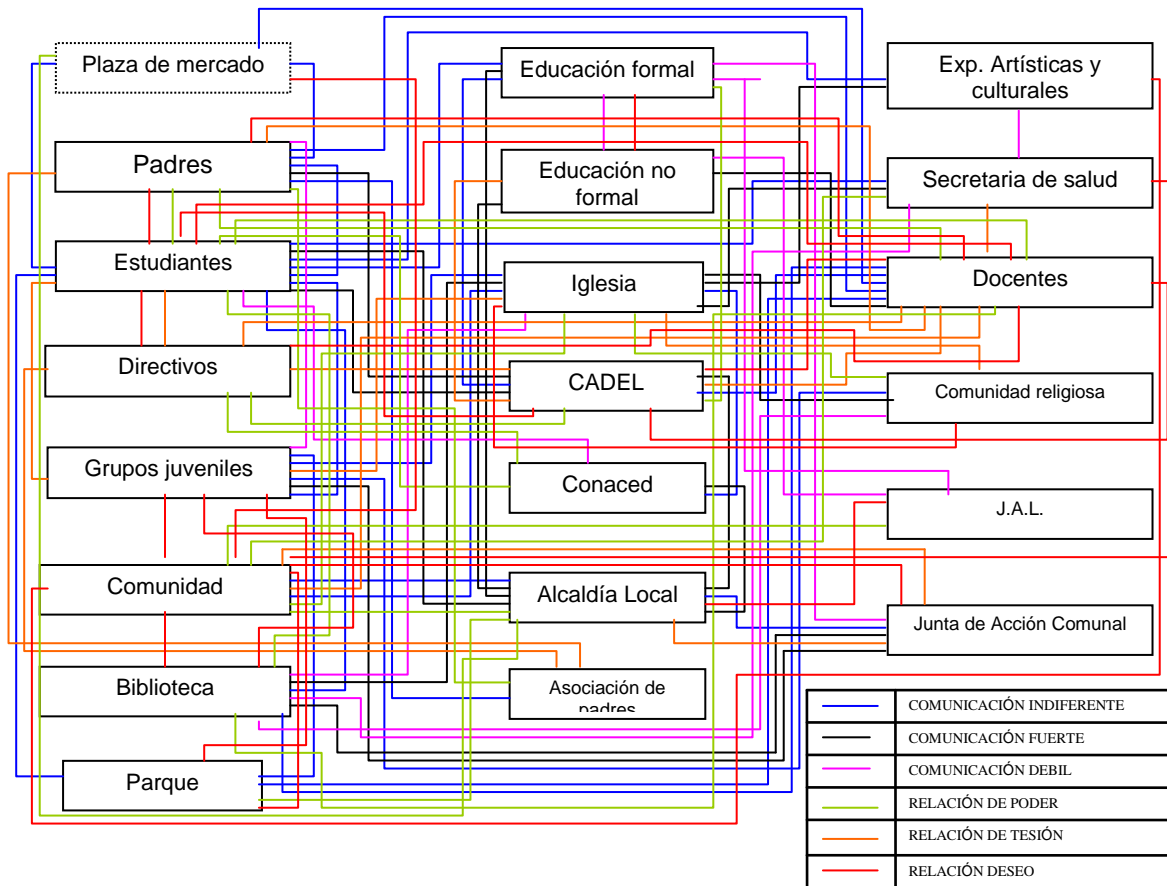 Plaza de mercado
Padres
Estudiantes
Directivos
Grupos juveniles
Comunidad
Biblioteca
Parque
Educación formal
Educación no
formal
Iglesia
CADEL
Conaced
Alcaldía Local
Asociación de
padres
Exp. Artísticas y
culturales
Secretaria de salud
Docentes
Comunidad religiosa
J.A.L.
Junta de Acción Comunal
COMUNICACIÓN INDIFERENTE
COMUNICACIÓN FUERTE
COMUNICACIÓN DEBIL
RELACIÓN DE PODER
RELACIÓN DE TESIÓN
RELACIÓN DESEO